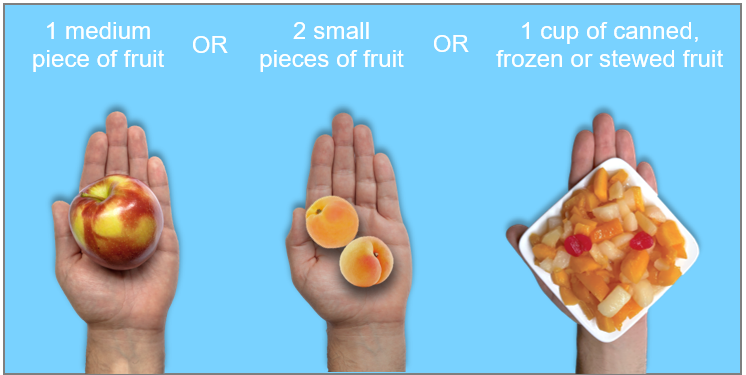 1 medium
piece of fruit
OR
2 small
pieces of fruit
OR
1 cup of canned,
frozen or stewed fruit